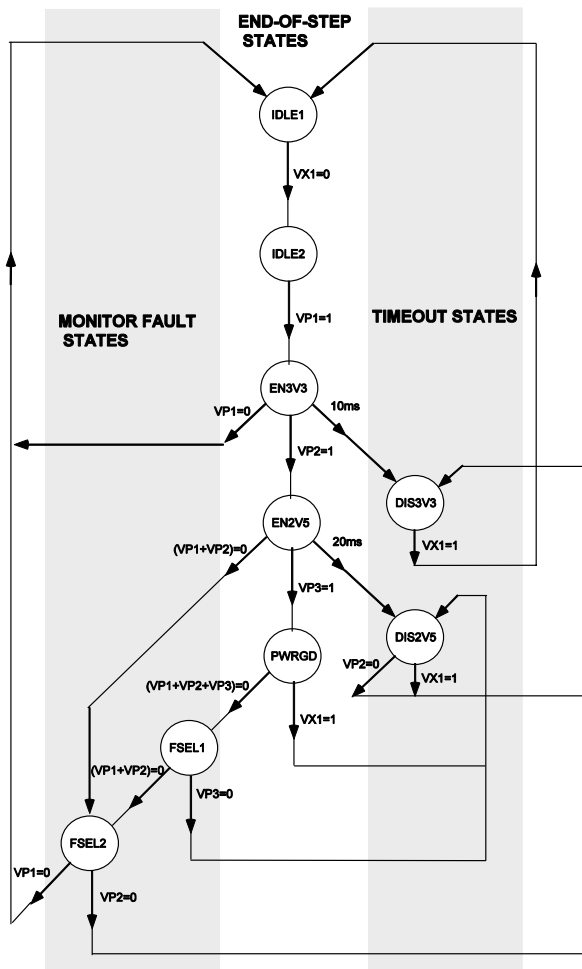 END-OF-STEP
STATES
IDLE1
VX1=0
IDLE2
MONITOR FAULT
STATES
VP1=1
TIMEOUT STATES
EN3V3
VP1=0
10ms
VP2=1
DIS3V3
EN2V5
(VP1+VP2)=0
20ms
VX1=1
VP3=1
DIS2V5
PWRGD
VP2=0
VX1=1
(VP1+VP2+VP3)=0
VX1=1
FSEL1
(VP1+VP2)=0
VP3=0
FSEL2
VP1=0
VP2=0